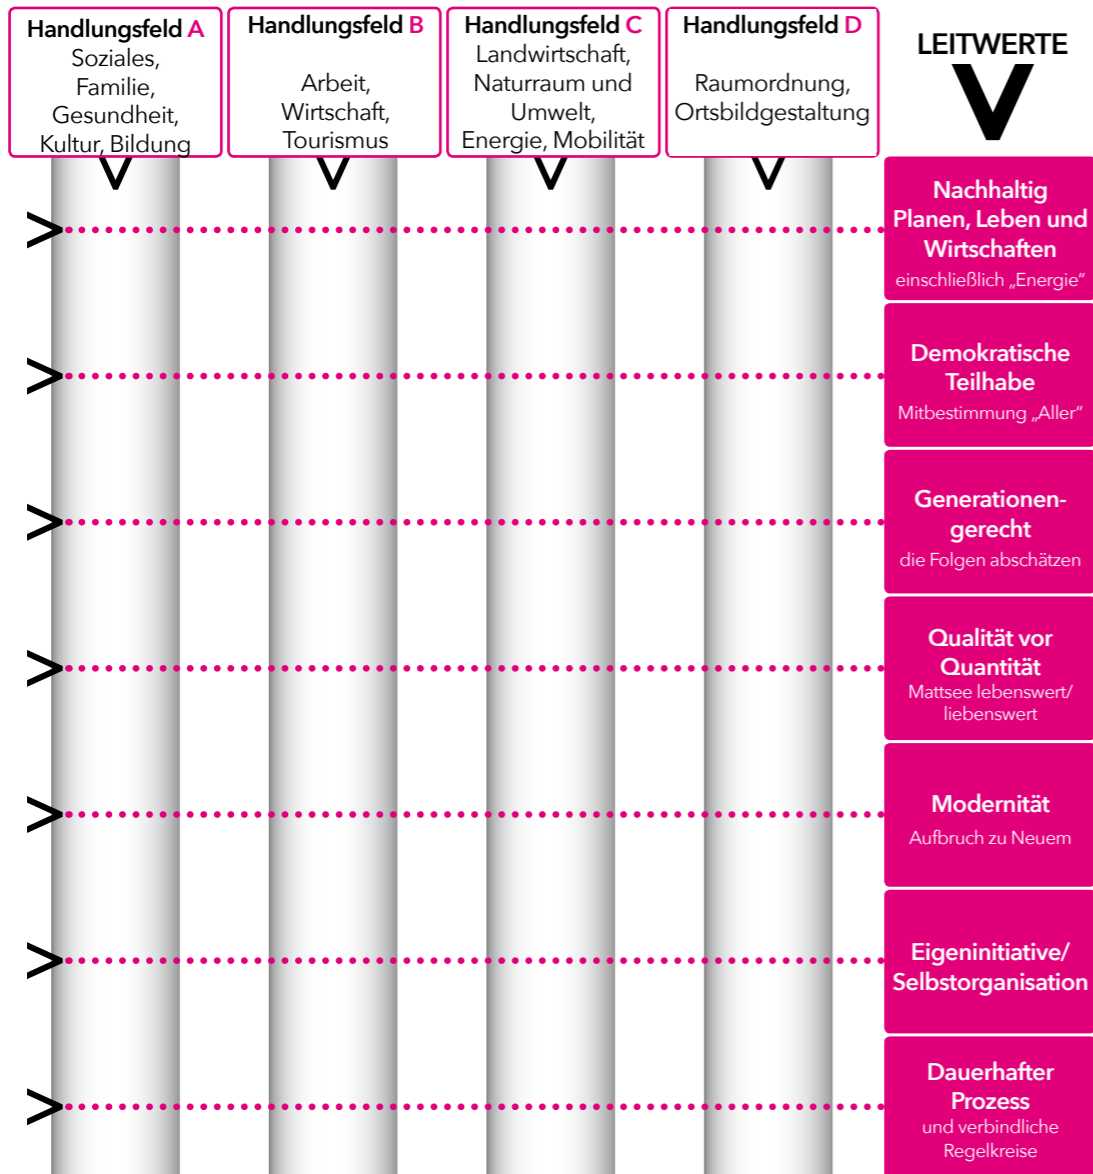 Handlungsfeld A
Soziales,
Familie,
Gesundheit,
Kultur, Bildung
Handlungsfeld B
Arbeit,
Wirtschaft,
Tourismus
Handlungsfeld C
Landwirtschaft,
Naturraum und
Umwelt,
Energie, Mobilität
Handlungsfeld D
Raumordnung,
Ortsbildgestaltung
LEITWERTE
Nachhaltig
Planen, Leben und
Wirtschaften
einschließlich „Energie“
Demokratische
Teilhabe
Mitbestimmung „Aller“
Generationen-
gerecht
die Folgen abschätzen
Qualität vor
Quantität
Mattsee lebenswert/
liebenswert
Modernität
Aufbruch zu Neuem
Eigeninitiative/
Selbstorganisation
Dauerhafter
Prozess
und verbindliche
Regelkreise